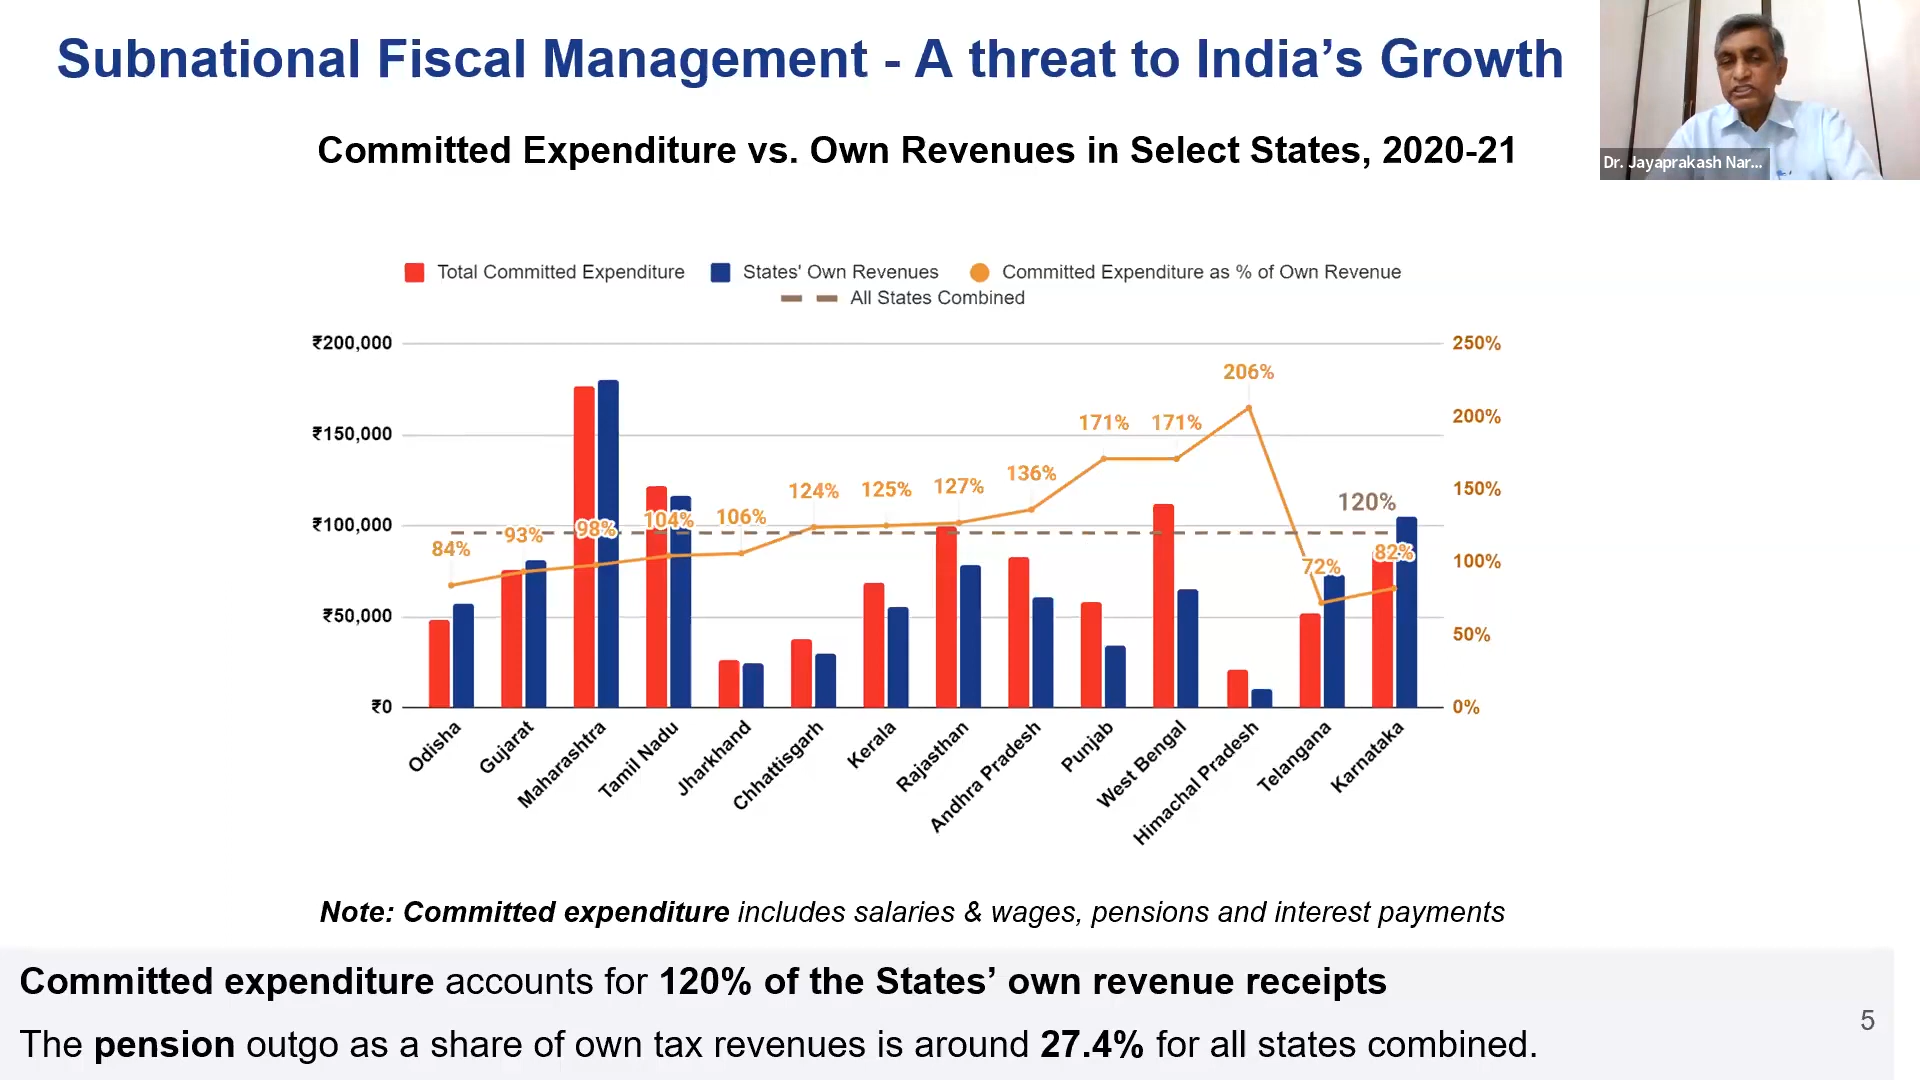 Subnational Fiscal Management - A threat to India's Growth
Dr. Jayaprakash Nar...
Committed Expenditure vs. Own Revenues in Select States, 2020-21
Total Committed Expenditure
States' Own Revenues
Committed Expenditure as % of Own Revenue
All States Combined
₹200,000
₹150,000
₹100,000
₹50,000
₹0
250%
200%
150%
100%
50%
0%
84%
93%
98%
104%
106%
124%
125%
127%
136%
171%
171%
206%
72%
82%
120%
Odisha
Gujarat
Maharashtra
Tamil Nadu
Jharkhand
Chhattisgarh
Kerala
Rajasthan
Andhra Pradesh
Punjab
West Bengal
Himachal Pradesh
Telangana
Karnataka
Note: Committed expenditure includes salaries & wages, pensions and interest payments
Committed expenditure accounts for 120% of the States' own revenue receipts
The pension outgo as a share of own tax revenues is around 27.4% for all states combined.
5